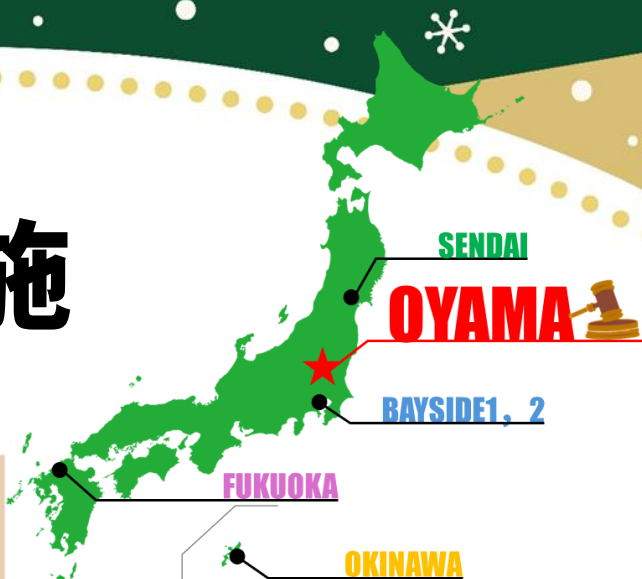 SENDAI
施
OYAMA
BAYSIDE1，2
FUKUOKA
OKINAWA